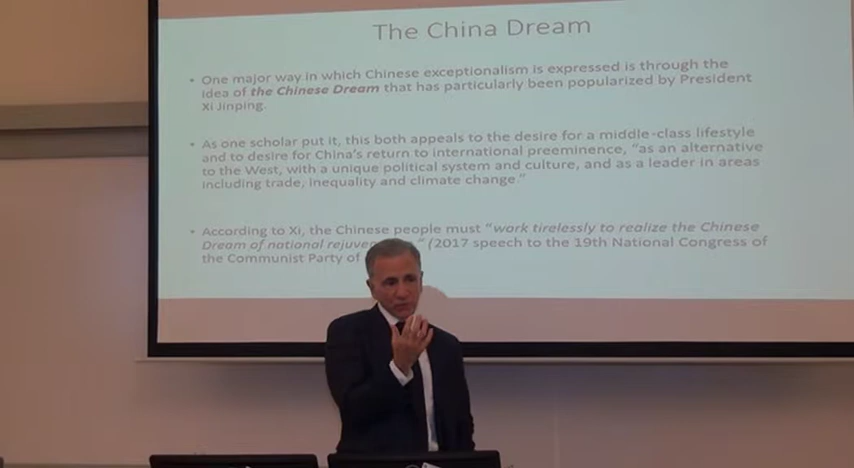 The China Dream
• One major way in which Chinese exceptionalism is expressed is through the
idea of the Chinese Dream that has particularly been popularized by President
Xi Jinping.
• As one scholar put it, this both appeals to the desire for a middle-class lifestyle
and to desire for China's return to international preeminence, "as an alternative
to the West, with a unique political system and culture, and as a leader in areas
including trade, inequality and climate change."
• According to Xi, the Chinese people must "work tirelessly to realize the Chinese
Dream of national (2017 speech to the 19th National Congress of
the Communist Party of